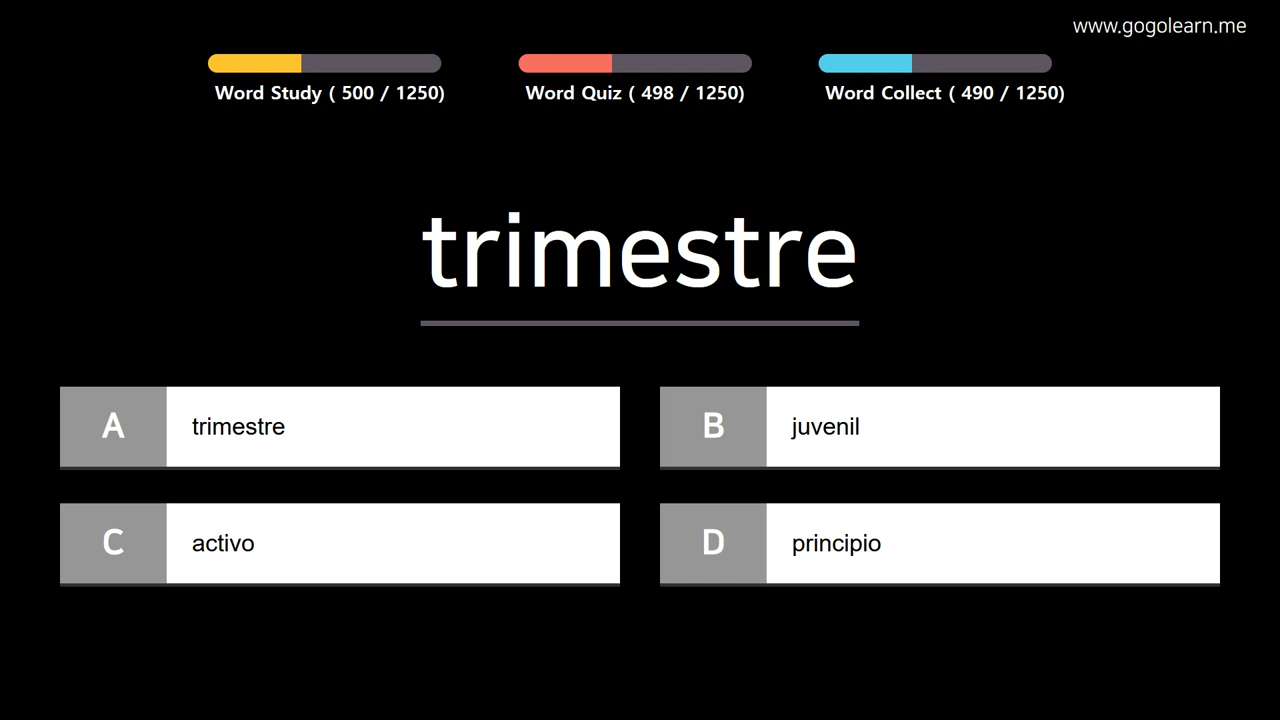 www.gogolearn.me
Word Study ( 500 / 1250)
Word Quiz ( 498 / 1250)
Word Collect ( 490 / 1250)
trimestre
A trimestre
B juvenil
C activo
D principio